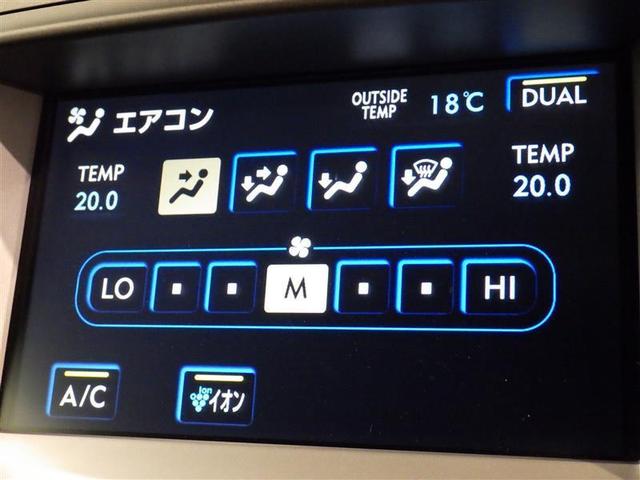 エアコン
OUTSIDE
TEMP
18℃
DUAL
TEMP
20.0
TEMP
20.0
LO
M
HI
A/C
Ion
イオン